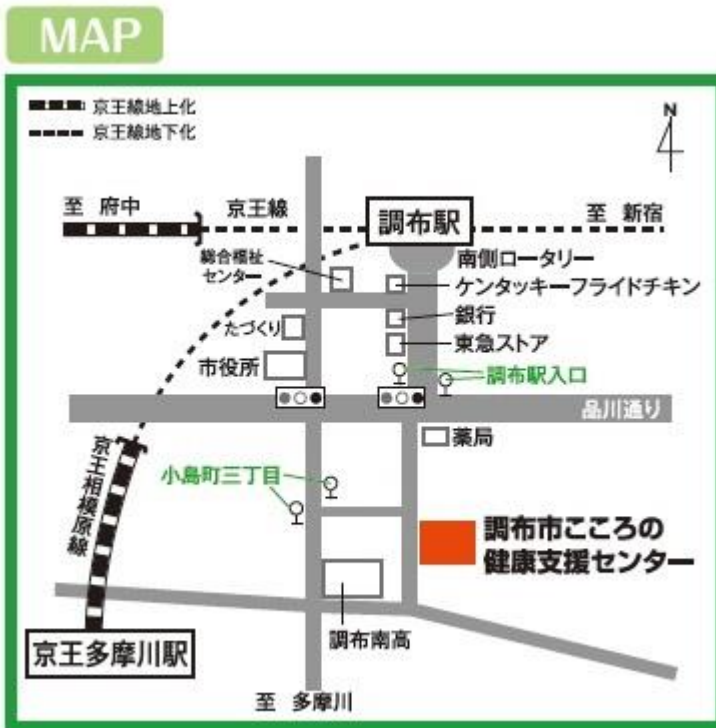 MAP
京王線地上化
京王線地下化
N
至 府中
京王線
調布駅
至 新宿
総合福祉
センター
南側ロータリー
ケンタッキーフライドチキン
たづくり
銀行
東急ストア
市役所
調布駅入口
品川通り
薬局
京王相模原線
小島町三丁目
調布市こころの
健康支援センター
調布南高
京王多摩川駅
至 多摩川